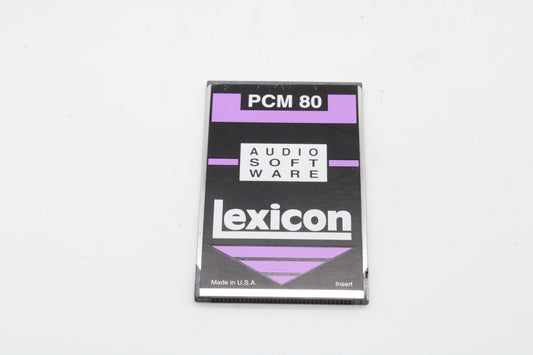 PCM 80
AUDIO
SOFT
WARE
Lexicon
Made in U.S.A. Insert